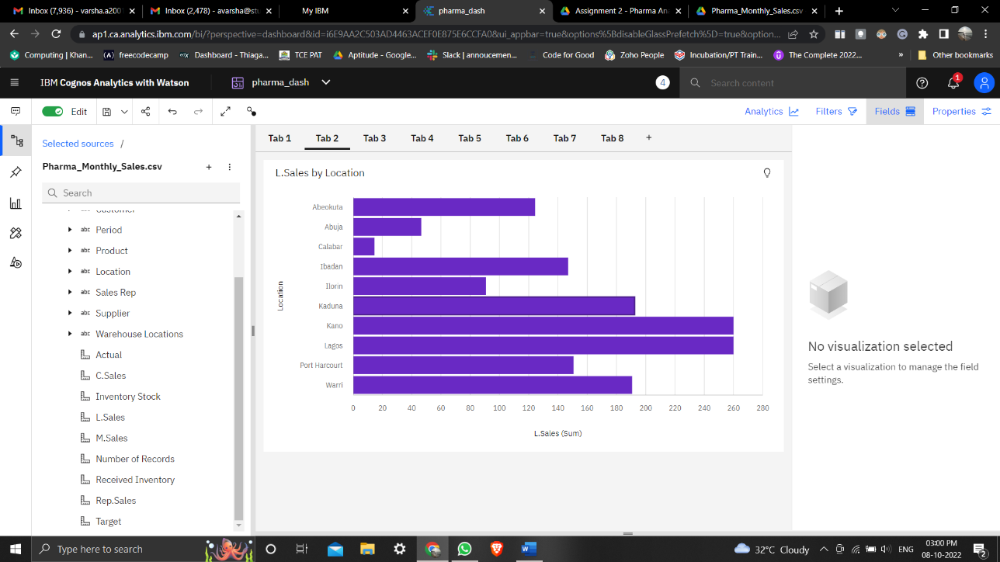 Inbox (7,936) - varsha.a200
Inbox (2,478) - avarsha@st
My IBM
pharma_dash
Assignment 2 - Pharma An
Pharma_Monthly_Sales.csv
ap1.ca.analytics.ibm.com/bi/?perspective=dashboard&id=i6E9AA2C503AD4463ACEF0E875E6CCFA0&ui_appbar=true&options%5BdisableGlassPrefetch%5D=true&option...
Computing | Khan...
freecodecamp
Dashboard - Thiaga...
TCE PAT
Aptitude - Google...
Slack | annoucemen...
Code for Good
Zoho People
Incubation/PT Train...
The Complete 2022...
»
Other bookmarks
IBM Cognos Analytics with Watson
pharma_dash
4
Search content
1
Edit
Analytics
Filters
Fields
Properties
Selected sources /
Pharma_Monthly_Sales.csv
Search
abc Customer
abc Period
abc Product
abc Location
abc Sales Rep
abc Supplier
abc Warehouse Locations
Actual
C.Sales
Inventory Stock
L.Sales
M.Sales
Number of Records
Received Inventory
Rep.Sales
Target
Tab 1
Tab 2
Tab 3
Tab 4
Tab 5
Tab 6
Tab 7
Tab 8
+
L.Sales by Location
Location
Abeokuta
Abuja
Calabar
Ibadan
Ilorin
Kaduna
Kano
Lagos
Port Harcourt
Warri
0 20 40 60 80 100 120 140 160 180 200 220 240 260 280
L.Sales (Sum)
No visualization selected
Select a visualization to manage the field
settings.
Type here to search
32°C Cloudy
ENG
03:00 PM
08-10-2022
2